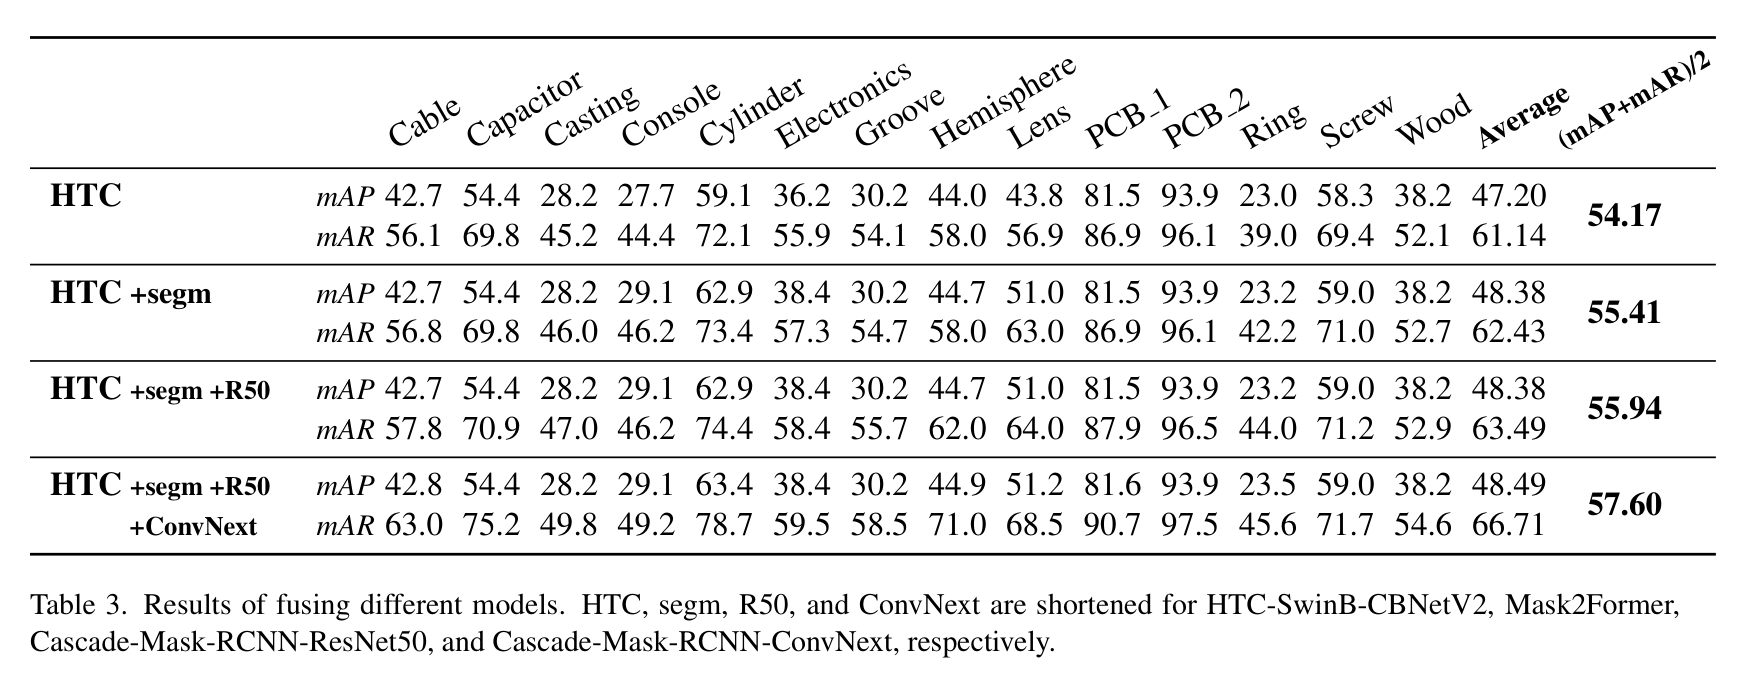 Cable Capacitor Casting Console Cylinder Electronics Groove Hemisphere Lens PCB_1 PCB_2 Ring Screw Wood Average (mAP+mAR)/2
HTC mAP 42.7 54.4 28.2 27.7 59.1 36.2 30.2 44.0 43.8 81.5 93.9 23.0 58.3 38.2 47.20
54.17
mAR 56.1 69.8 45.2 44.4 72.1 55.9 54.1 58.0 56.9 86.9 96.1 39.0 69.4 52.1 61.14
HTC +segm mAP 42.7 54.4 28.2 29.1 62.9 38.4 30.2 44.7 51.0 81.5 93.9 23.2 59.0 38.2 48.38
55.41
mAR 56.8 69.8 46.0 46.2 73.4 57.3 54.7 58.0 63.0 86.9 96.1 42.2 71.0 52.7 62.43
HTC +segm +R50 mAP 42.7 54.4 28.2 29.1 62.9 38.4 30.2 44.7 51.0 81.5 93.9 23.2 59.0 38.2 48.38
55.94
mAR 57.8 70.9 47.0 46.2 74.4 58.4 55.7 62.0 64.0 87.9 96.5 44.0 71.2 52.9 63.49
HTC +segm +R50 mAP 42.8 54.4 28.2 29.1 63.4 38.4 30.2 44.9 51.2 81.6 93.9 23.5 59.0 38.2 48.49
57.60
+ConvNext mAR 63.0 75.2 49.8 49.2 78.7 59.5 58.5 71.0 68.5 90.7 97.5 45.6 71.7 54.6 66.71
Table 3. Results of fusing different models. HTC, segm, R50, and ConvNext are shortened for HTC-SwinB-CBNetV2, Mask2Former,
Cascade-Mask-RCNN-ResNet50, and Cascade-Mask-RCNN-ConvNext, respectively.